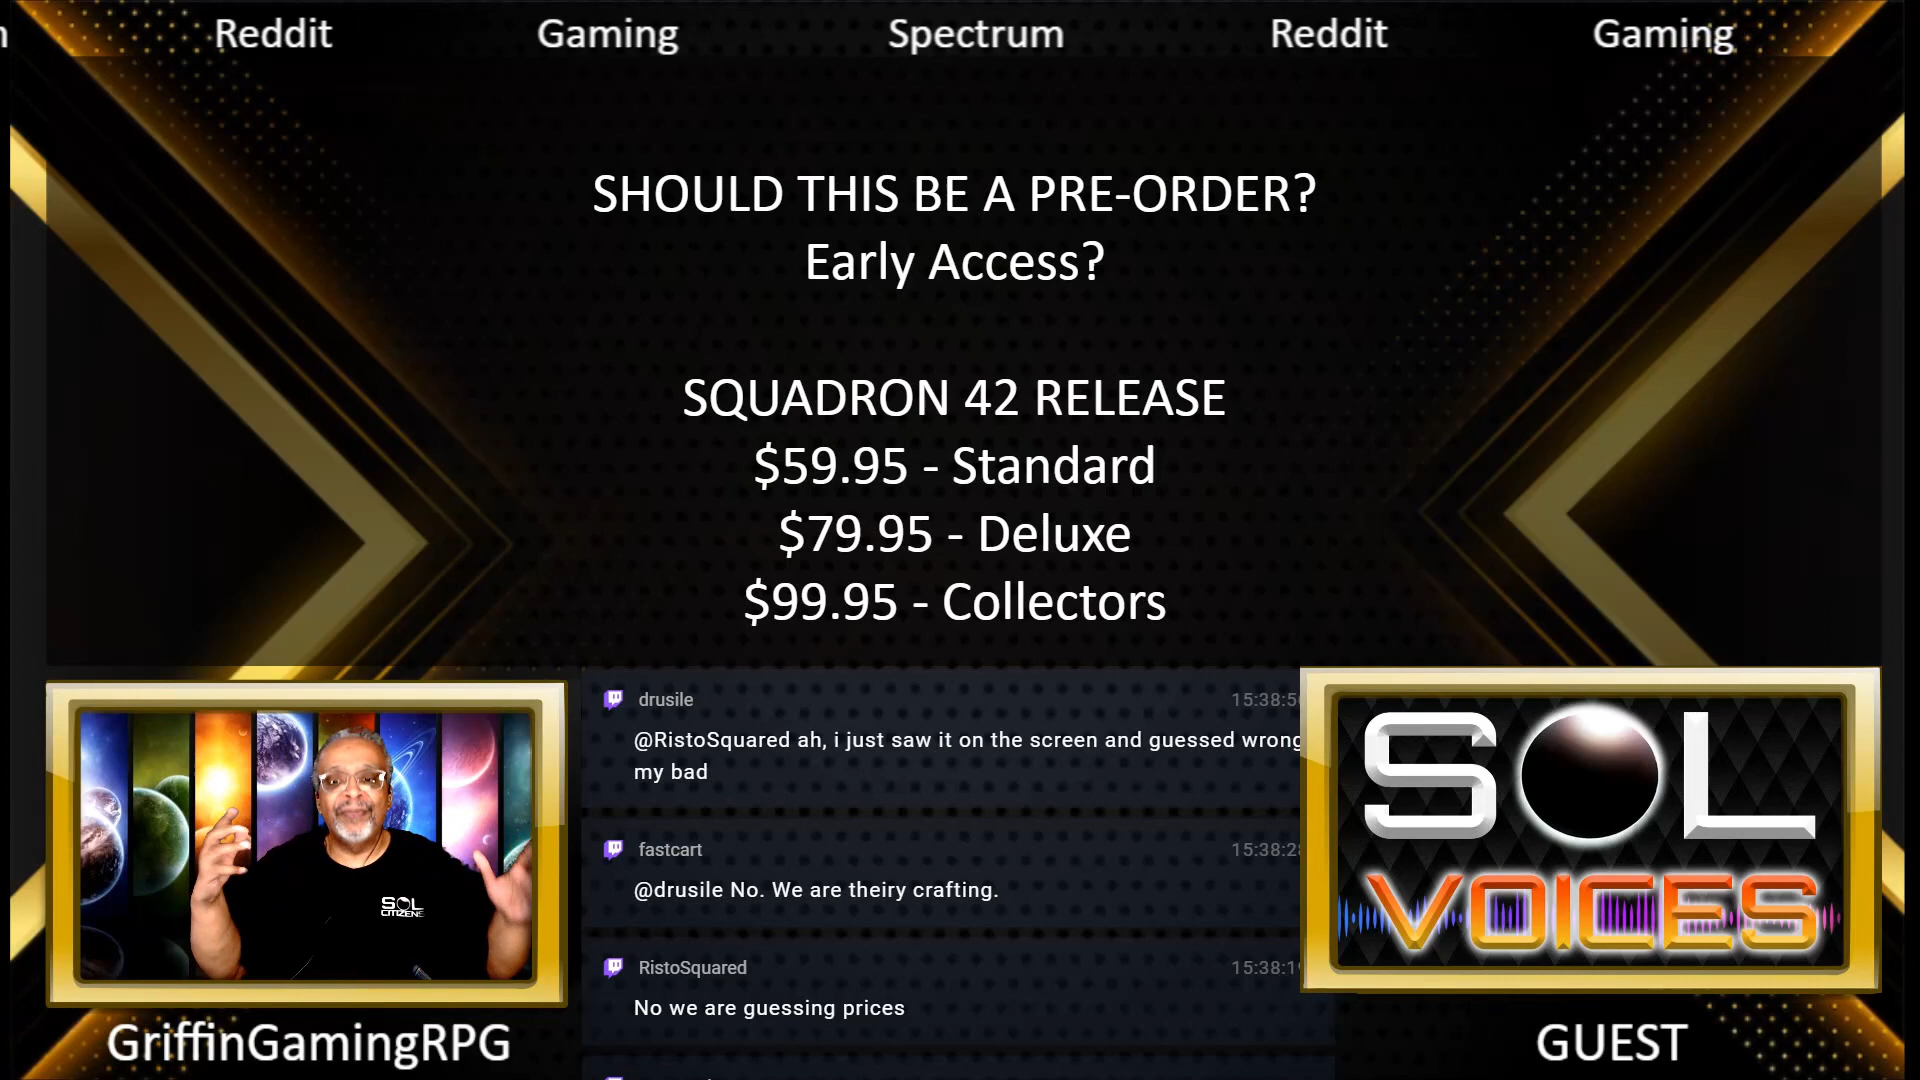 Reddit
Gaming
Spectrum
Reddit
Gaming
SHOULD THIS BE A PRE-ORDER?
Early Access?
SQUADRON 42 RELEASE
$59.95 - Standard
$79.95 - Deluxe
$99.95 - Collectors
drusile
@RistoSquared ah, i just saw it on the screen and guessed wrong
my bad
fastcart
@drusile No. We are theiry crafting.
RistoSquared
No we are guessing prices
SOL
CITIZENS
SOL
VOICES
GriffinGamingRPG
GUEST